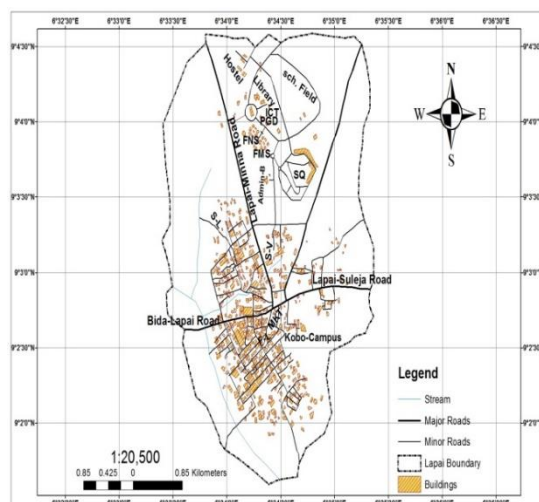 6°32'30"E 6°33'0"E 6°33'30"E 6°34'0"E 6°34'30"E 6°35'0"E 6°35'30"E 6°36'0"E 6°36'30"E
9°4'30"N 9°4'30"N
Hostel
Library
sch. Field
N
9°4'0"N ICT W E 9°4'0"N
PGD
FNS
S
FMS
SQ
Lapai-Minna Road
Admin-B
9°3'30"N 9°3'30"N
S-L
S-V
9°3'0"N 9°3'0"N
Lapai-Suleja Road
Bida-Lapai Road
Kobo-Campus
9°2'30"N 9°2'30"N
Legend
Stream
Major Roads
9°2'0"N Minor Roads 9°2'0"N
1:20,500
Lapai Boundary
0.85 0.425 0 0.85 Kilometers
Buildings